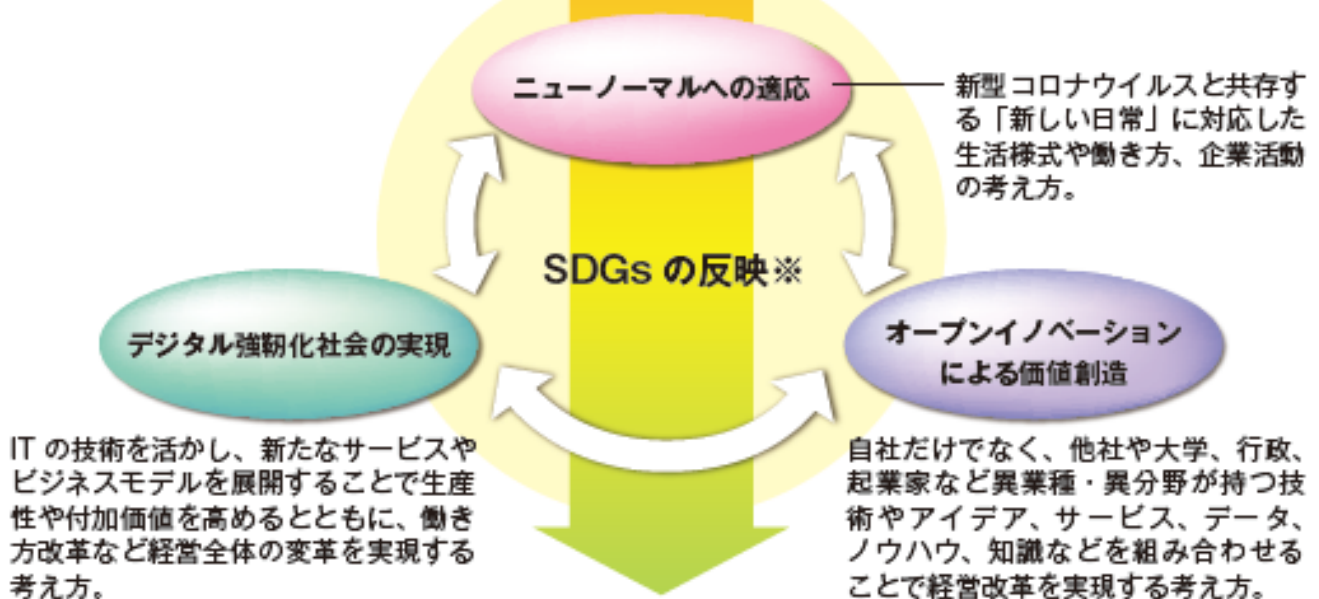 ニューノーマルへの適応
新型コロナウイルスと共存す
る「新しい日常」に対応した
生活様式や働き方、企業活動
の考え方。
SDGs の反映※
デジタル強靭化社会の実現
オープンイノベーション
による価値創造
IT の技術を活かし、新たなサービスや
ビジネスモデルを展開することで生産
性や付加価値を高めるとともに、働き
方改革など経営全体の変革を実現する
考え方。
自社だけでなく、他社や大学、行政、
起業家など異業種・異分野が持つ技
術やアイデア、サービス、データ、
ノウハウ、知識などを組み合わせる
ことで経営改革を実現する考え方。